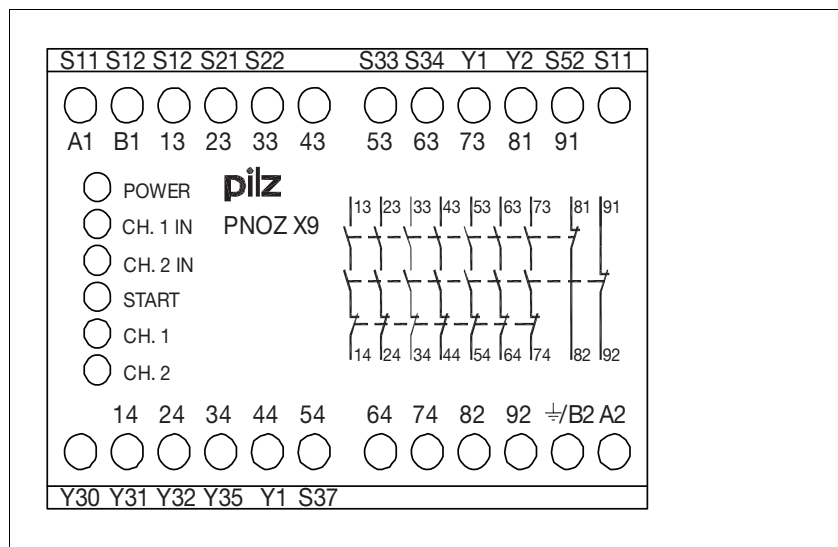 S11 S12 S12 S21 S22 S33 S34 Y1 Y2 S52 S11
A1 B1 13 23 33 43 53 63 73 81 91
POWER
CH. 1 IN
CH. 2 IN
START
CH. 1
CH. 2
pilz
PNOZ X9
13 23 33 43 53 63 73 81 91
14 24 34 44 54 64 74 82 92
14 24 34 44 54 64 74 82 92 ⏚/B2 A2
Y30 Y31 Y32 Y35 Y1 S37